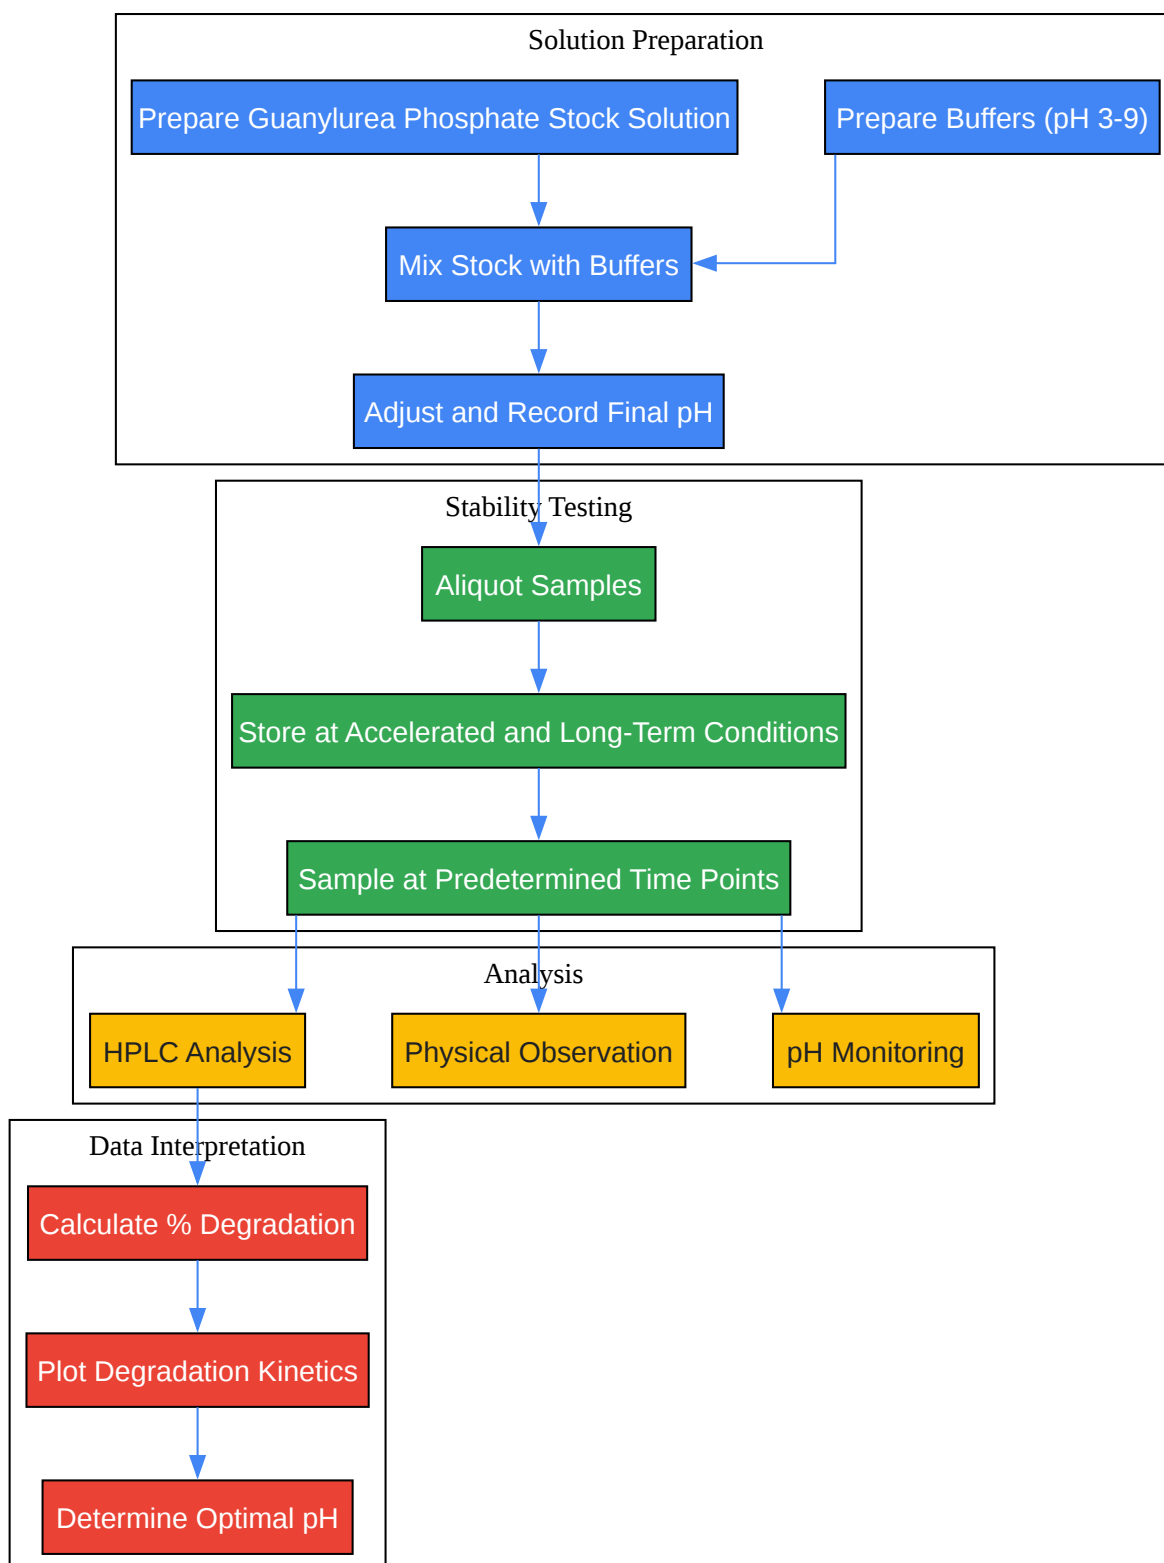 Solution Preparation
Prepare Guanylurea Phosphate Stock Solution
Prepare Buffers (pH 3-9)
Mix Stock with Buffers
Adjust and Record Final pH
Stability Testing
Aliquot Samples
Store at Accelerated and Long-Term Conditions
Sample at Predetermined Time Points
Analysis
HPLC Analysis
Physical Observation
pH Monitoring
Data Interpretation
Calculate % Degradation
Plot Degradation Kinetics
Determine Optimal pH